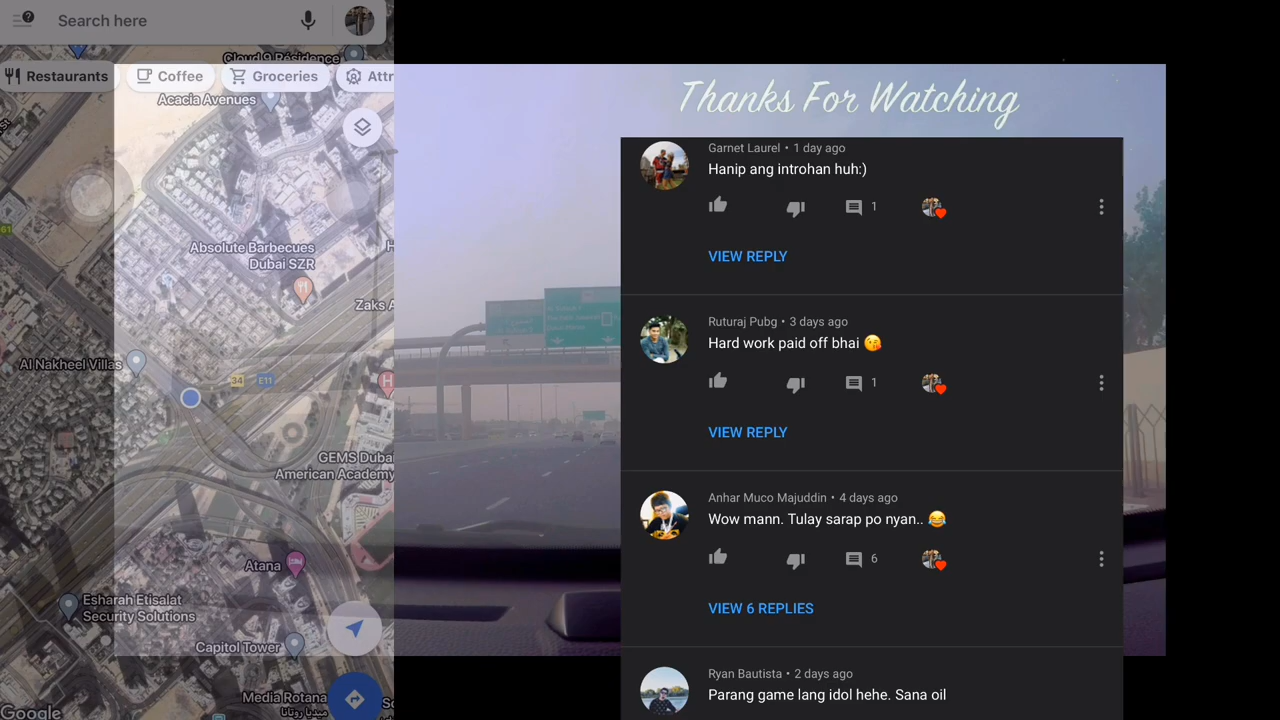 Search here
Cloud 9 Résidence
Restaurants
Coffee
Groceries
Attr
Acacia Avenues
61
Absolute Barbecues
Dubai SZR
Zaks A
Al Nakheel Villas
34
E11
GEMS Duba
American Academy
Atana
Esharah Etisalat
Security Solutions
Capitol Tower
Media Rotana
ميديا روتانا
Google
Thanks For Watching
Garnet Laurel • 1 day ago
Hanip ang introhan huh:)
1
VIEW REPLY
Ruturaj Pubg • 3 days ago
Hard work paid off bhai 😘
1
VIEW REPLY
Anhar Muco Majuddin • 4 days ago
Wow mann. Tulay sarap po nyan.. 😂
6
VIEW 6 REPLIES
Ryan Bautista • 2 days ago
Parang game lang idol hehe. Sana oil